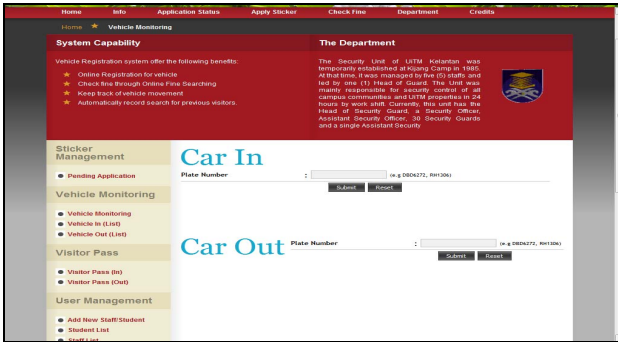 Home Info Application Status Apply Sticker Check Fine Department Credits
Home ★ Vehicle Monitoring
System Capability
Vehicle Registration system offer the following benefits:
Online Registration for vehicle
Check fine through Online Fine Searching
Keep track of vehicle movement
Automatically record search for previous visitors.
The Department
The Security Unit of UiTM Kelantan was
temporarily established at Kijang Camp in 1985.
At that time, it was managed by five (5) staffs and
led by one (1) Head of Guard. The Unit was
mainly responsible for security control of all
campus communities and UiTM properties in 24
hours by work shift. Currently, this unit has the
Head of Security Guard, a Security Officer,
Assistant Security Officer, 30 Security Guards
and a single Assistant Security
Sticker
Management
Pending Application
Vehicle Monitoring
Vehicle Monitoring
Vehicle In (List)
Vehicle Out (List)
Visitor Pass
Visitor Pass (In)
Visitor Pass (Out)
User Management
Add New Staff/Student
Student List
Staff List
Car In
Plate Number : (e.g DBD6272, RH1306)
Submit Reset
Car Out
Plate Number : (e.g DBD6272, RH1306)
Submit Reset